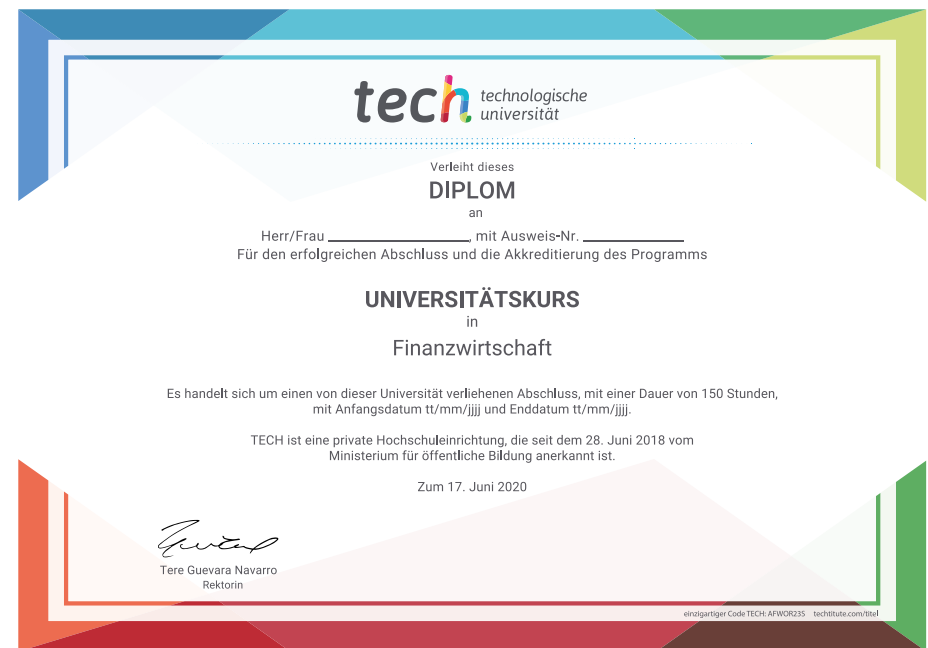 tech technologische
universität
Verleiht dieses
DIPLOM
an
Herr/Frau ____________________, mit Ausweis-Nr. ______________
Für den erfolgreichen Abschluss und die Akkreditierung des Programms
UNIVERSITÄTSKURS
in
Finanzwirtschaft
Es handelt sich um einen von dieser Universität verliehenen Abschluss, mit einer Dauer von 150 Stunden,
mit Anfangsdatum tt/mm/jjjj und Enddatum tt/mm/jjjj.
TECH ist eine private Hochschuleinrichtung, die seit dem 28. Juni 2018 vom
Ministerium für öffentliche Bildung anerkannt ist.
Zum 17. Juni 2020
Tere Guevara Navarro
Rektorin
einzigartiger Code TECH: AFWOR23S techtitute.com/titel